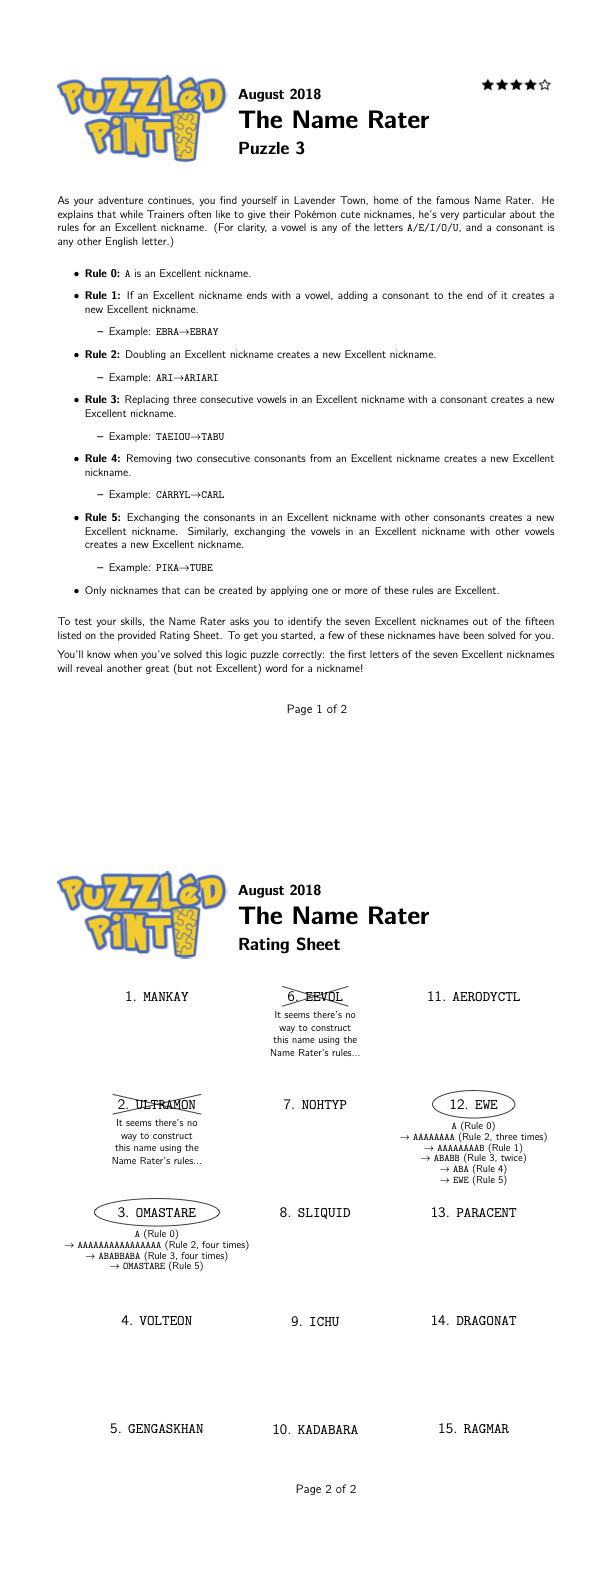 PUZZLéD
PiNT
August 2018
The Name Rater
Puzzle 3
As your adventure continues, you find yourself in Lavender Town, home of the famous Name Rater. He
explains that while Trainers often like to give their Pokémon cute nicknames, he's very particular about the
rules for an Excellent nickname. (For clarity, a vowel is any of the letters A/E/I/O/U, and a consonant is
any other English letter.)
• Rule 0: A is an Excellent nickname.
• Rule 1: If an Excellent nickname ends with a vowel, adding a consonant to the end of it creates a
new Excellent nickname.
– Example: EBRA→EBRAY
• Rule 2: Doubling an Excellent nickname creates a new Excellent nickname.
– Example: ARI→ARIARI
• Rule 3: Replacing three consecutive vowels in an Excellent nickname with a consonant creates a new
Excellent nickname.
– Example: TAEIOU→TABU
• Rule 4: Removing two consecutive consonants from an Excellent nickname creates a new Excellent
nickname.
– Example: CARRYL→CARL
• Rule 5: Exchanging the consonants in an Excellent nickname with other consonants creates a new
Excellent nickname. Similarly, exchanging the vowels in an Excellent nickname with other vowels
creates a new Excellent nickname.
– Example: PIKA→TUBE
• Only nicknames that can be created by applying one or more of these rules are Excellent.
To test your skills, the Name Rater asks you to identify the seven Excellent nicknames out of the fifteen
listed on the provided Rating Sheet. To get you started, a few of these nicknames have been solved for you.
You'll know when you've solved this logic puzzle correctly: the first letters of the seven Excellent nicknames
will reveal another great (but not Excellent) word for a nickname!
Page 1 of 2
PUZZLéD
PiNT
August 2018
The Name Rater
Rating Sheet
1. MANKAY
6. EEVOL
It seems there's no
way to construct
this name using the
Name Rater's rules...
11. AERODYCTL
2. ULTRAMON
It seems there's no
way to construct
this name using the
Name Rater's rules...
7. NOHTYP
12. EWE
A (Rule 0)
→ AAAAAAAA (Rule 2, three times)
→ AAAAAAAAB (Rule 1)
→ ABABB (Rule 3, twice)
→ ABA (Rule 4)
→ EWE (Rule 5)
3. OMASTARE
A (Rule 0)
→ AAAAAAAAAAAAAAAA (Rule 2, four times)
→ ABABBABA (Rule 3, four times)
→ OMASTARE (Rule 5)
8. SLIQUID
13. PARACENT
4. VOLTEON
9. ICHU
14. DRAGONAT
5. GENGASKHAN
10. KADABARA
15. RAGMAR
Page 2 of 2